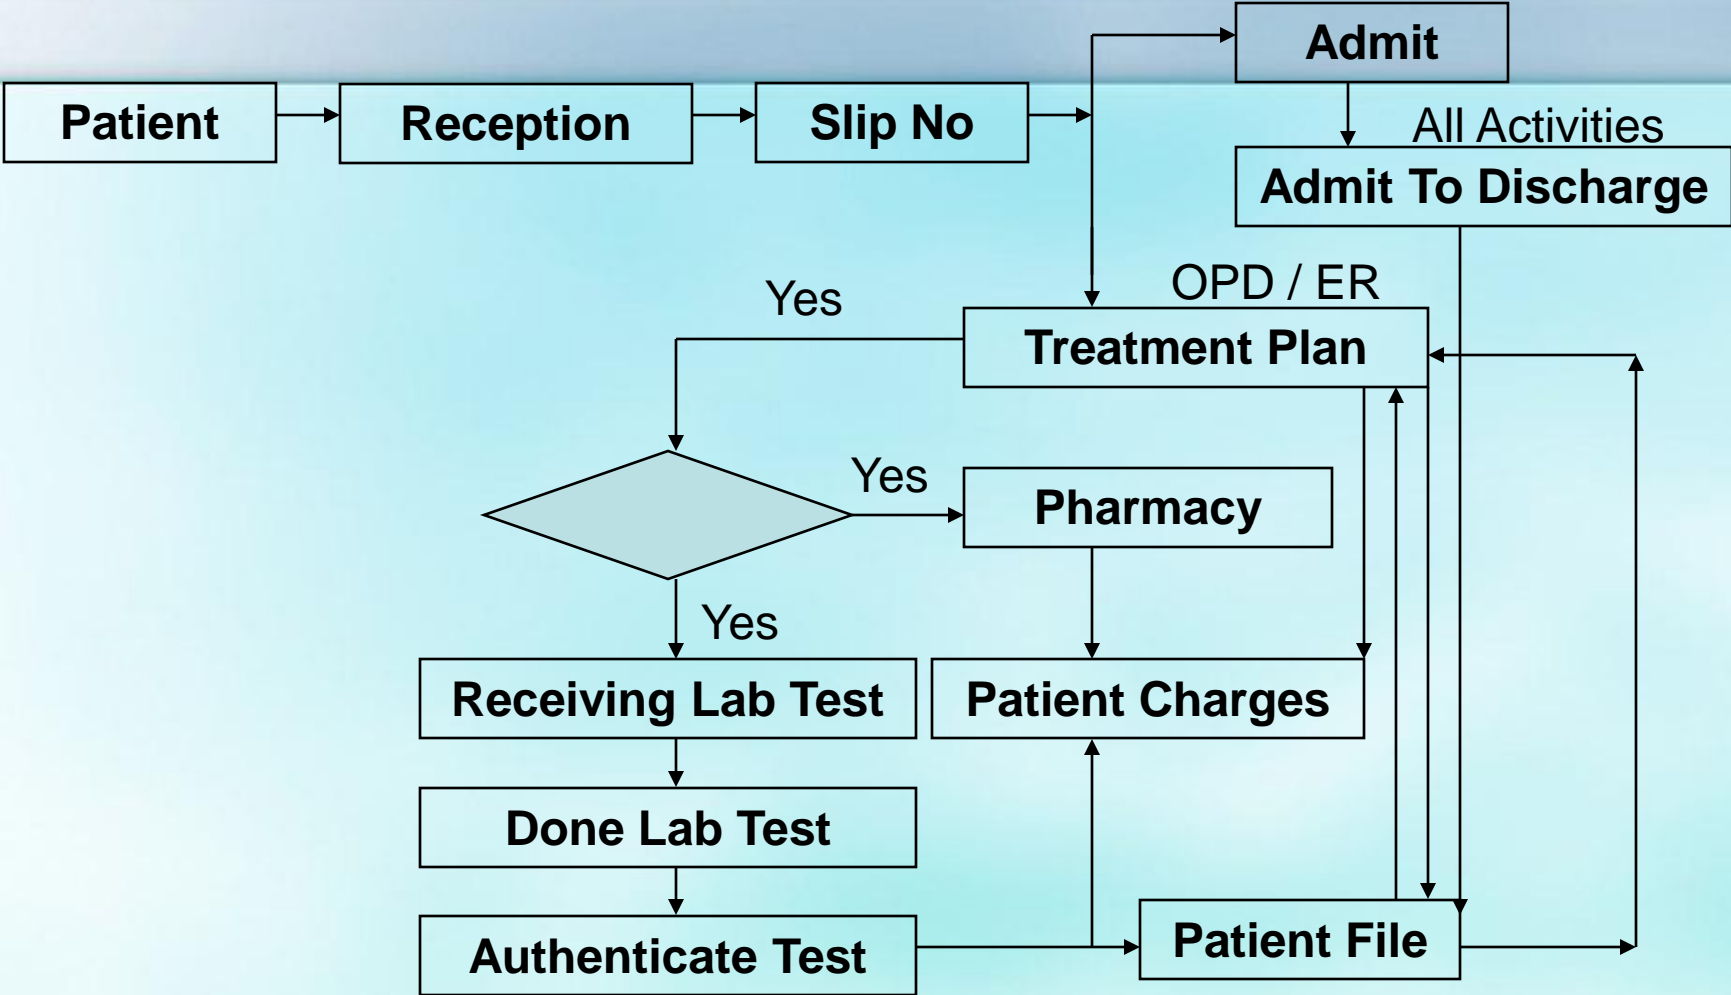 Admit
Patient
Reception
Slip No
All Activities
Admit To Discharge
OPD / ER
Yes
Treatment Plan
Yes
Pharmacy
Yes
Receiving Lab Test
Patient Charges
Done Lab Test
Authenticate Test
Patient File